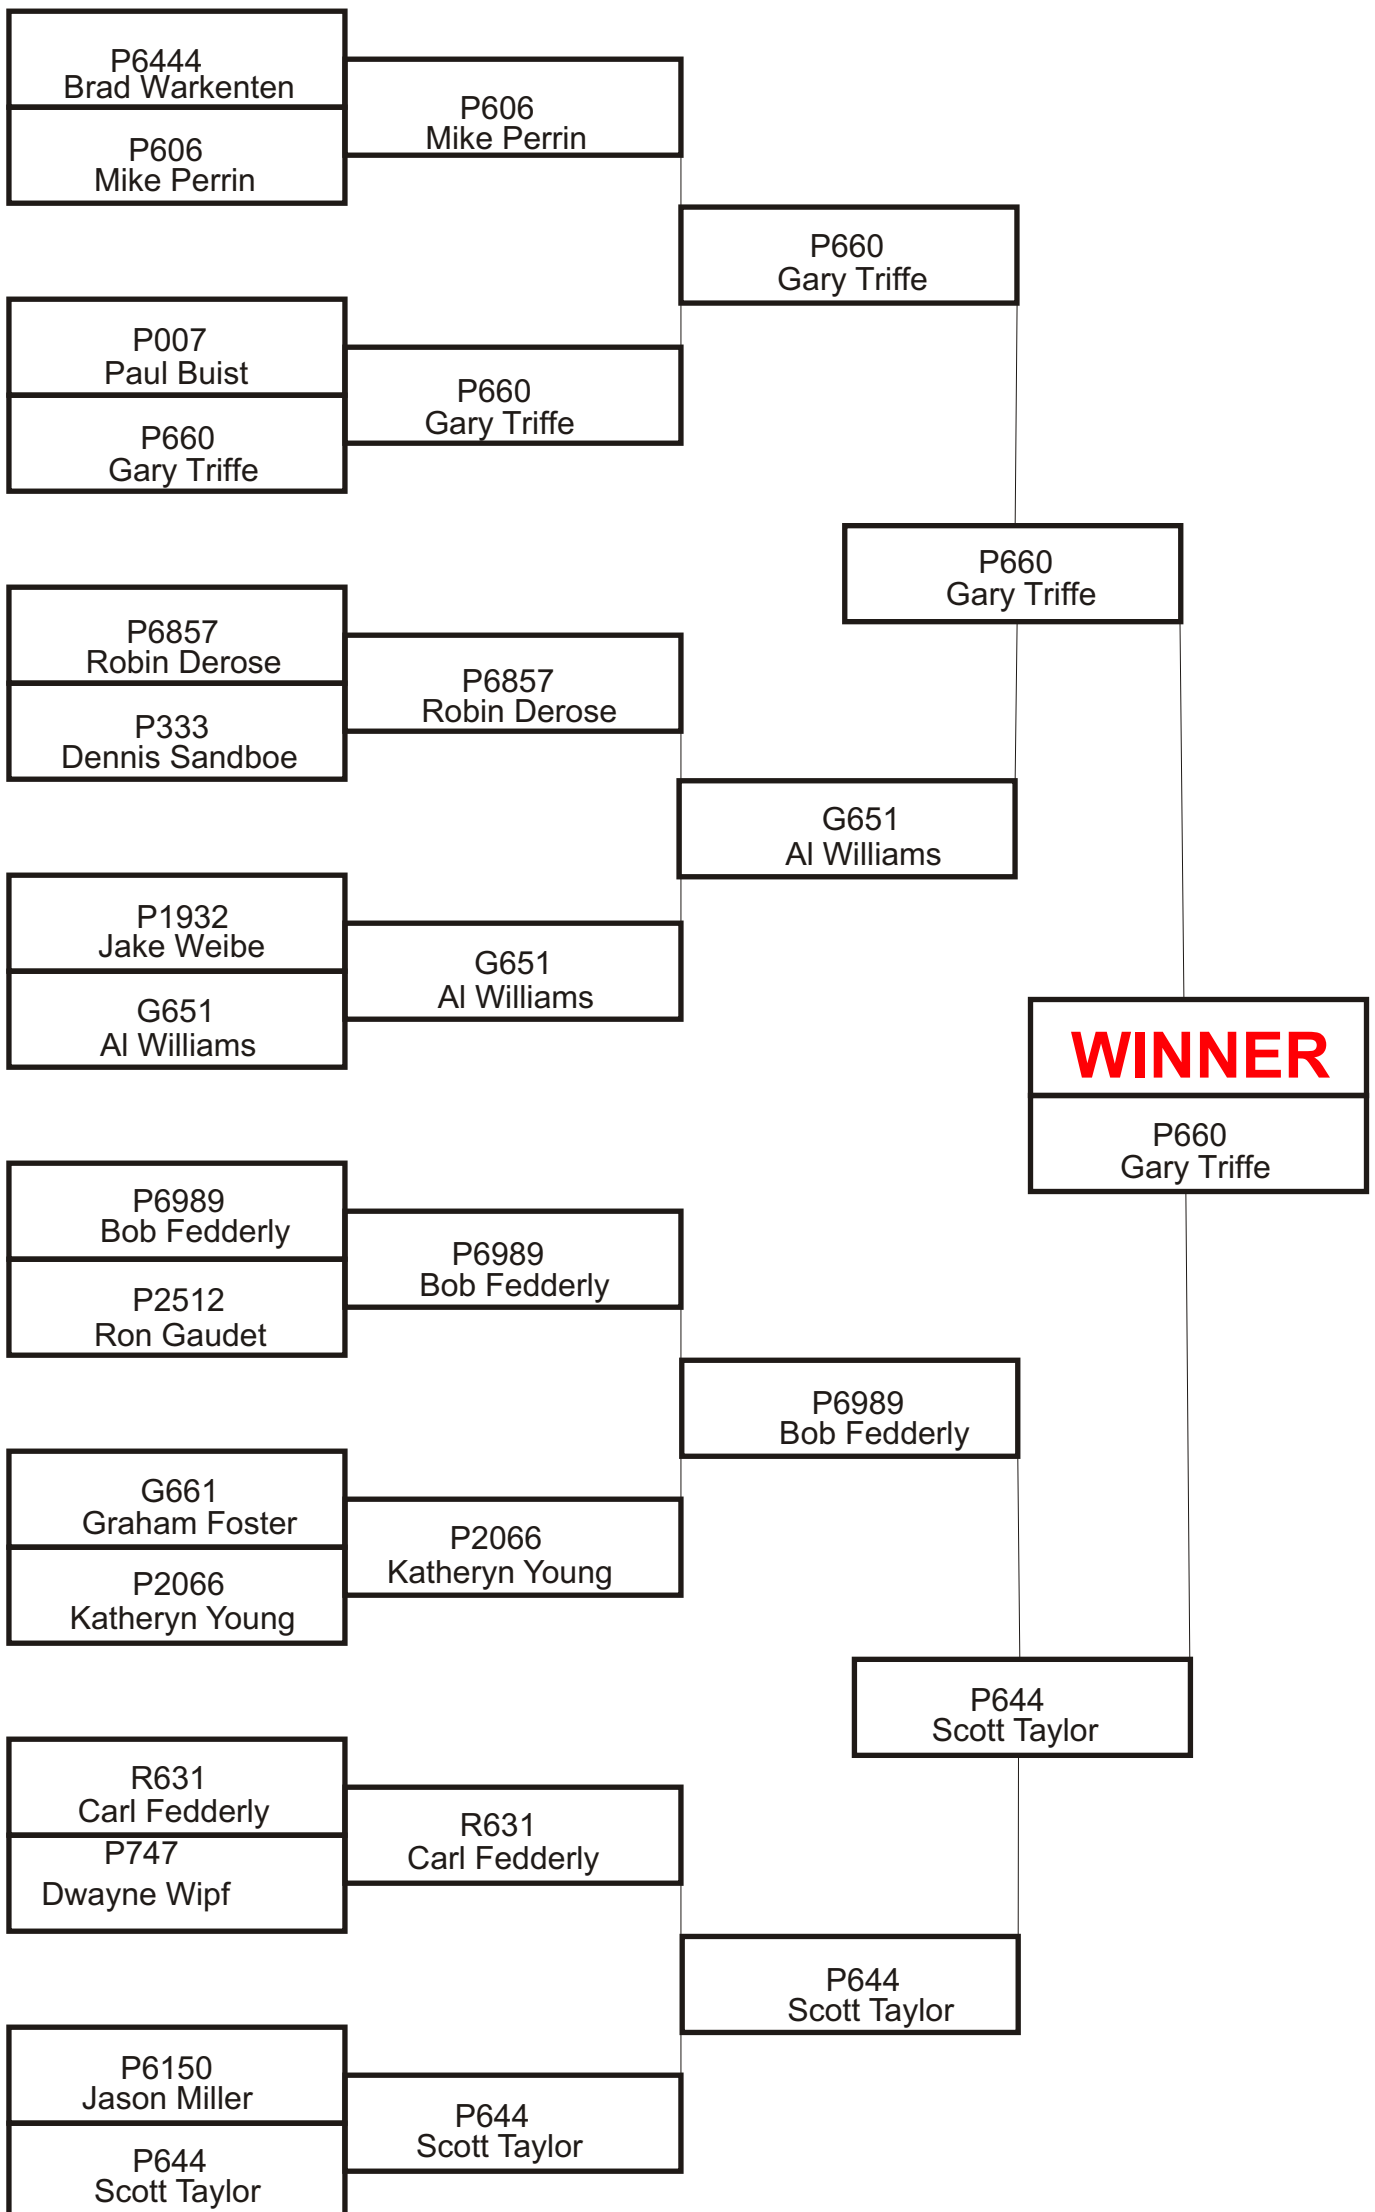 P6444
Brad Warkenten
P606
Mike Perrin
P007
Paul Buist
P660
Gary Triffe
P6857
Robin Derose
P333
Dennis Sandboe
P1932
Jake Weibe
G651
Al Williams
P6989
Bob Fedderly
P2512
Ron Gaudet
G661
Graham Foster
P2066
Katheryn Young
R631
Carl Fedderly
P747
Dwayne Wipf
P6150
Jason Miller
P644
Scott Taylor
P606
Mike Perrin
P660
Gary Triffe
P6857
Robin Derose
G651
Al Williams
P6989
Bob Fedderly
P2066
Katheryn Young
R631
Carl Fedderly
P644
Scott Taylor
P660
Gary Triffe
G651
Al Williams
P6989
Bob Fedderly
P644
Scott Taylor
P660
Gary Triffe
P644
Scott Taylor
WINNER
P660
Gary Triffe